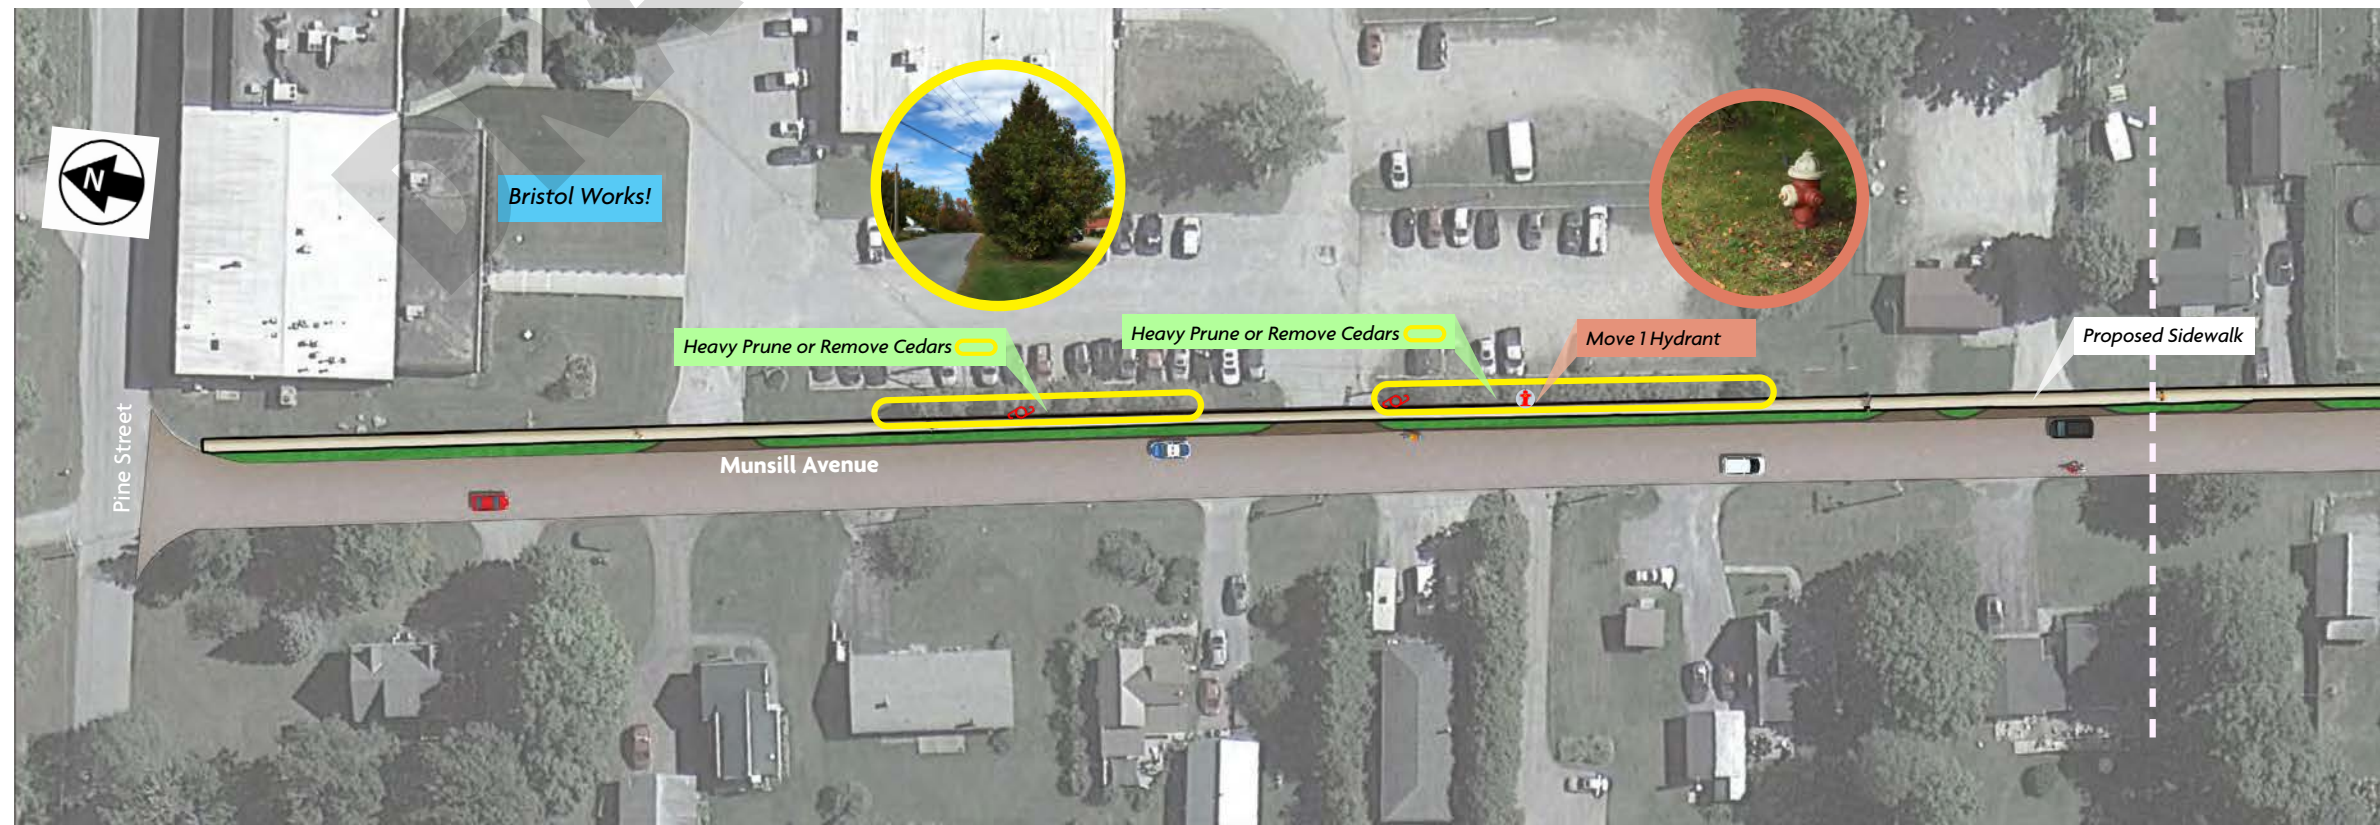 N
Bristol Works!
Heavy Prune or Remove Cedars
Heavy Prune or Remove Cedars
Move 1 Hydrant
Proposed Sidewalk
Pine Street
Munsill Avenue